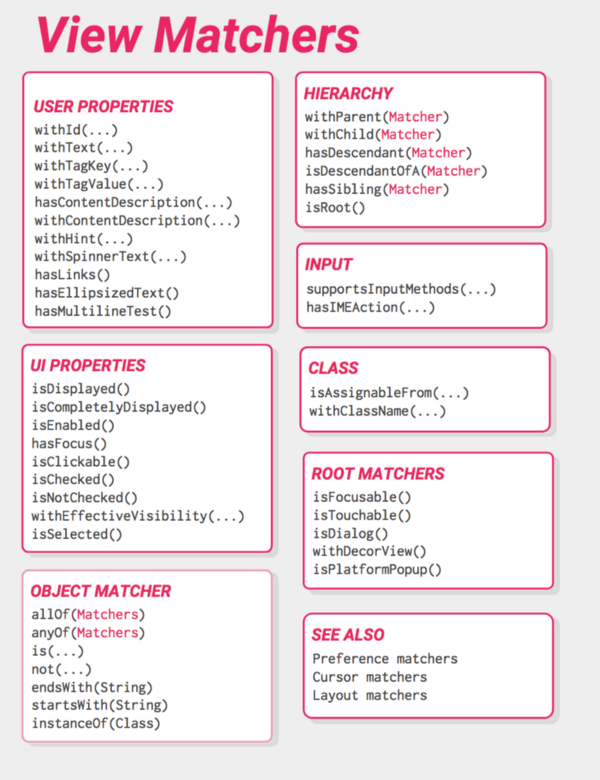 View Matchers
USER PROPERTIES
withId(...)
withText(...)
withTagKey(...)
withTagValue(...)
hasContentDescription(...)
withContentDescription(...)
withHint(...)
withSpinnerText(...)
hasLinks()
hasEllipsizedText()
hasMultilineTest()
UI PROPERTIES
isDisplayed()
isCompletelyDisplayed()
isEnabled()
hasFocus()
isClickable()
isChecked()
isNotChecked()
withEffectiveVisibility(...)
isSelected()
OBJECT MATCHER
allOf(Matchers)
anyOf(Matchers)
is(...)
not(...)
endsWith(String)
startsWith(String)
instanceOf(Class)
HIERARCHY
withParent(Matcher)
withChild(Matcher)
hasDescendant(Matcher)
isDescendantOfA(Matcher)
hasSibling(Matcher)
isRoot()
INPUT
supportsInputMethods(...)
hasIMEAction(...)
CLASS
isAssignableFrom(...)
withClassName(...)
ROOT MATCHERS
isFocusable()
isTouchable()
isDialog()
withDecorView()
isPlatformPopup()
SEE ALSO
Preference matchers
Cursor matchers
Layout matchers